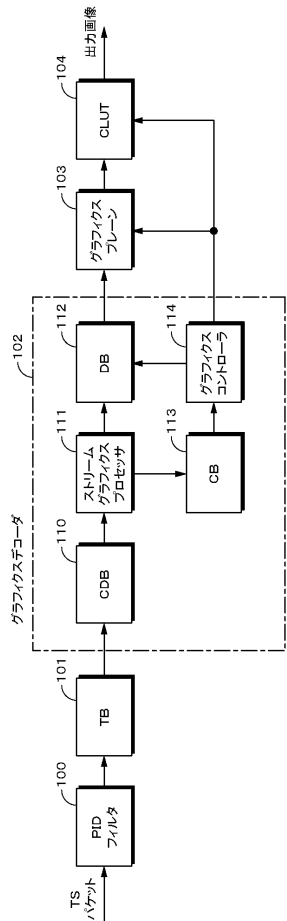 TS
パケット
100
PID
フィルタ
101
TB
グラフィクスデコーダ
102
110
CDB
111
ストリーム
グラフィクス
プロセッサ
112
DB
113
CB
114
グラフィクス
コントローラ
103
グラフィクス
プレーン
104
CLUT
出力画像